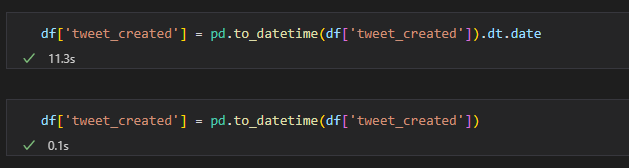 df['tweet_created'] = pd.to_datetime(df['tweet_created']).dt.date
11.3s
df['tweet_created'] = pd.to_datetime(df['tweet_created'])
0.1s